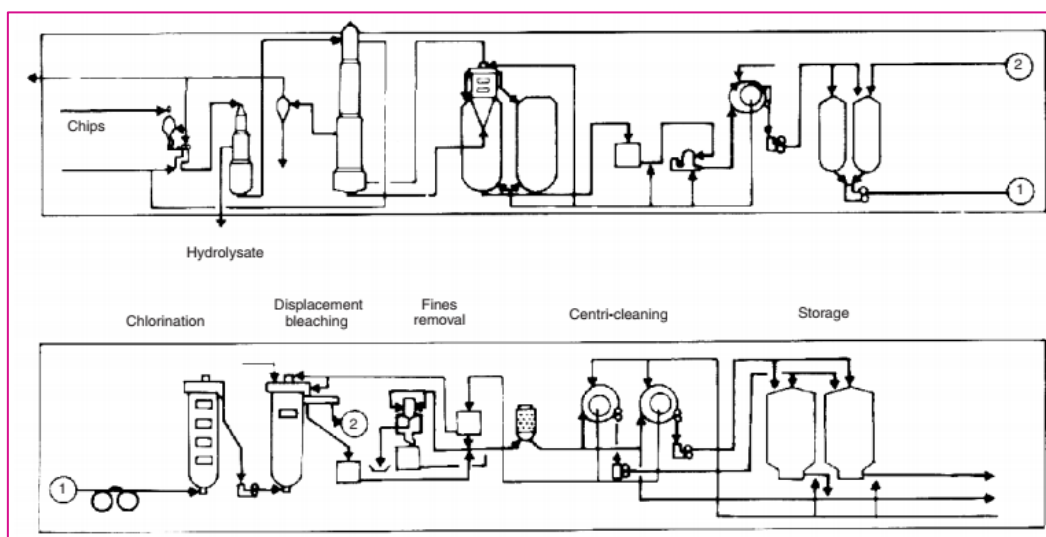 2
Chips
1
Hydrolysate
Chlorination
Displacement
bleaching
Fines
removal
Centri-cleaning
Storage
2
1